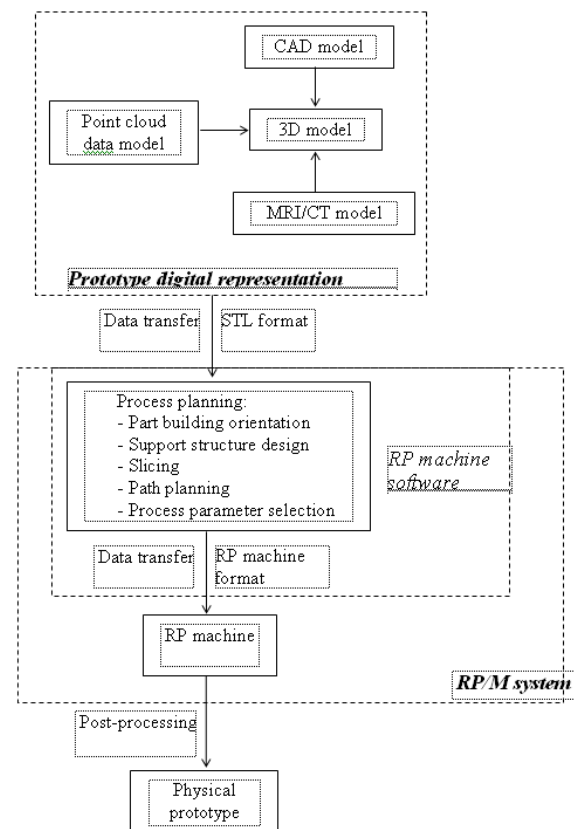 CAD model
Point cloud
data model
3D model
MRI/CT model
Prototype digital representation
Data transfer
STL format
Process planning:
- Part building orientation
- Support structure design
- Slicing
- Path planning
- Process parameter selection
RP machine
software
Data transfer
RP machine
format
RP machine
RP/M system
Post-processing
Physical
prototype